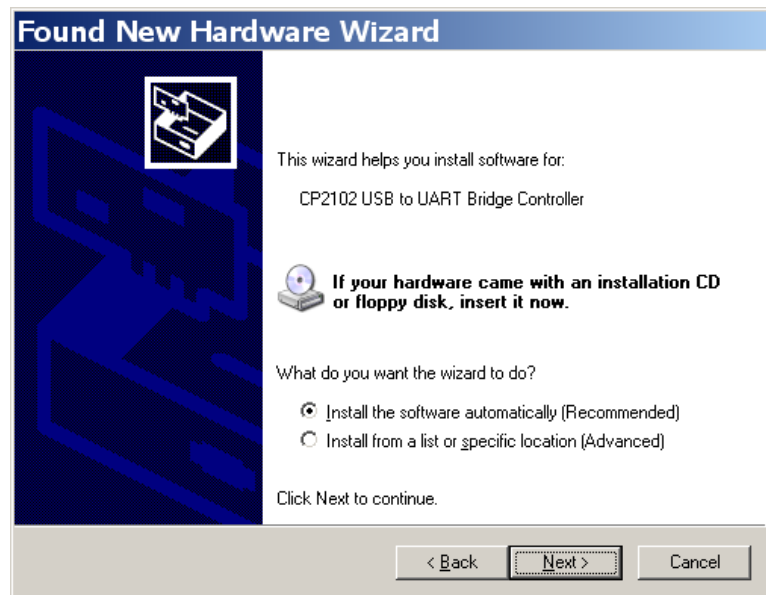 Found New Hardware Wizard
This wizard helps you install software for:
CP2102 USB to UART Bridge Controller
If your hardware came with an installation CD
or floppy disk, insert it now.
What do you want the wizard to do?
Install the software automatically (Recommended)
Install from a list or specific location (Advanced)
Click Next to continue.
< Back Next > Cancel